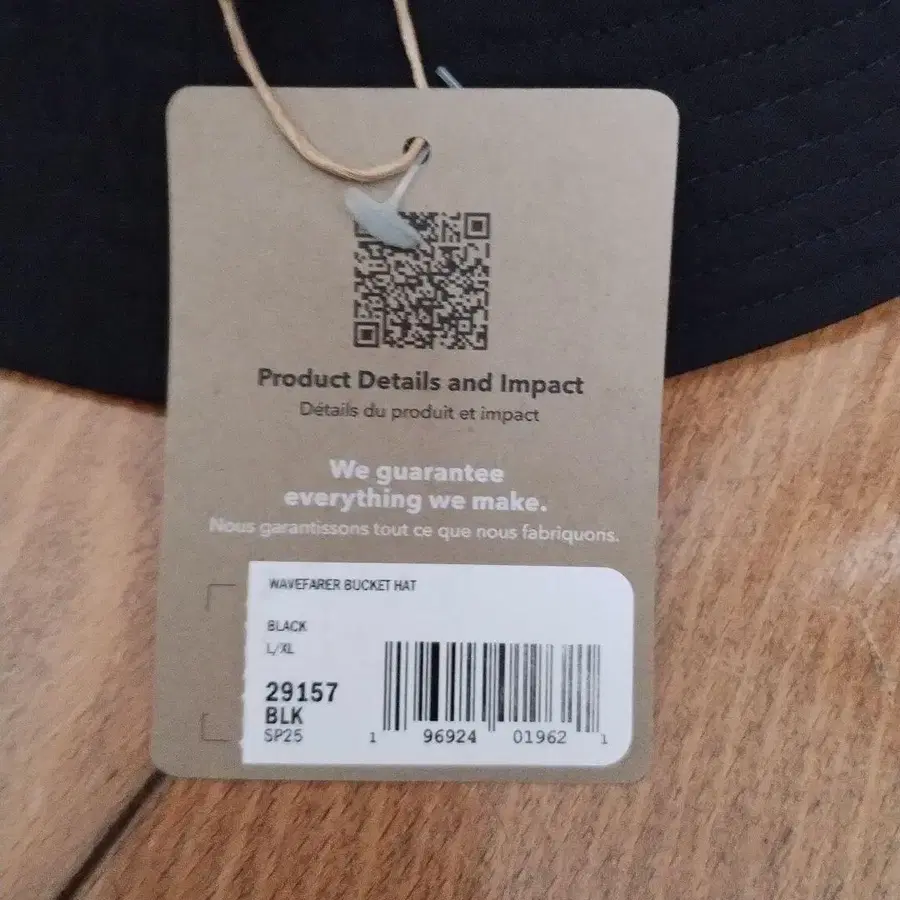 Product Details and Impact
Détails du produit et impact
We guarantee
everything we make.
Nous garantissons tout ce que nous fabriquons.
WAVEFARER BUCKET HAT
BLACK
L/XL
29157
BLK
SP25
1 96924 01962 1